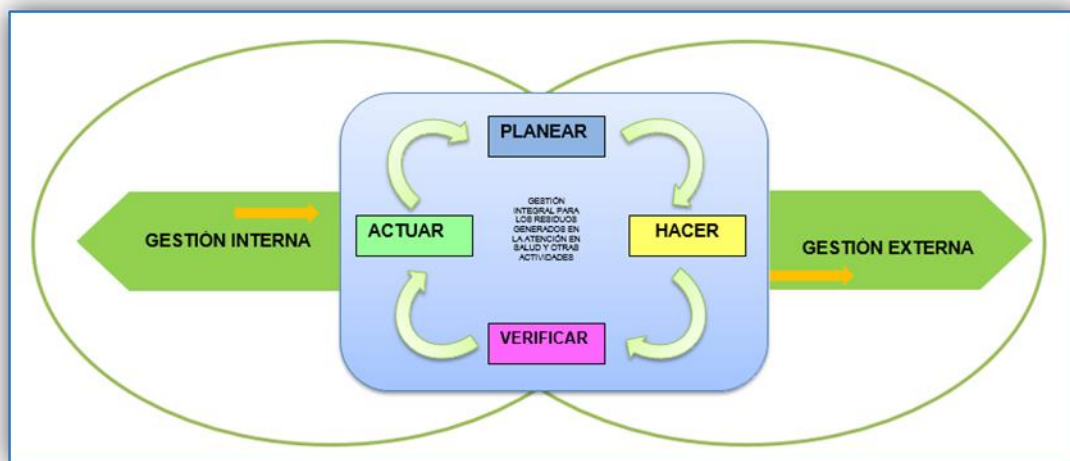 PLANEAR
GESTIÓN
INTEGRAL PARA
LOS RESIDUOS
GENERADOS EN
LA ATENCIÓN EN
SALUD Y OTRAS
ACTIVIDADES
GESTIÓN INTERNA
ACTUAR
HACER
GESTIÓN EXTERNA
VERIFICAR